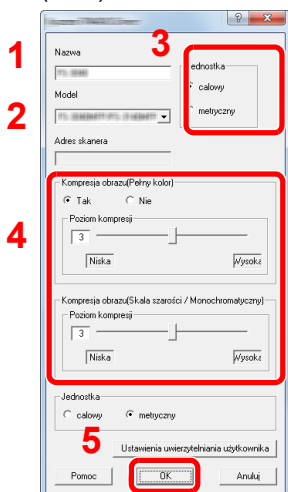 1
Nazwa
3
Jednostka
calowy
metryczny
2
Model
Adres skanera
4
Kompresja obrazu(Pełny kolor)
Tak Nie
Poziom kompresji
3
Niska Wysoka
Kompresja obrazu(Skala szarości / Monochromatyczny)
Poziom kompresji
3
Niska Wysoka
Jednostka
calowy metryczny
5
Ustawienia uwierzytelniania użytkownika
Pomoc OK Anuluj